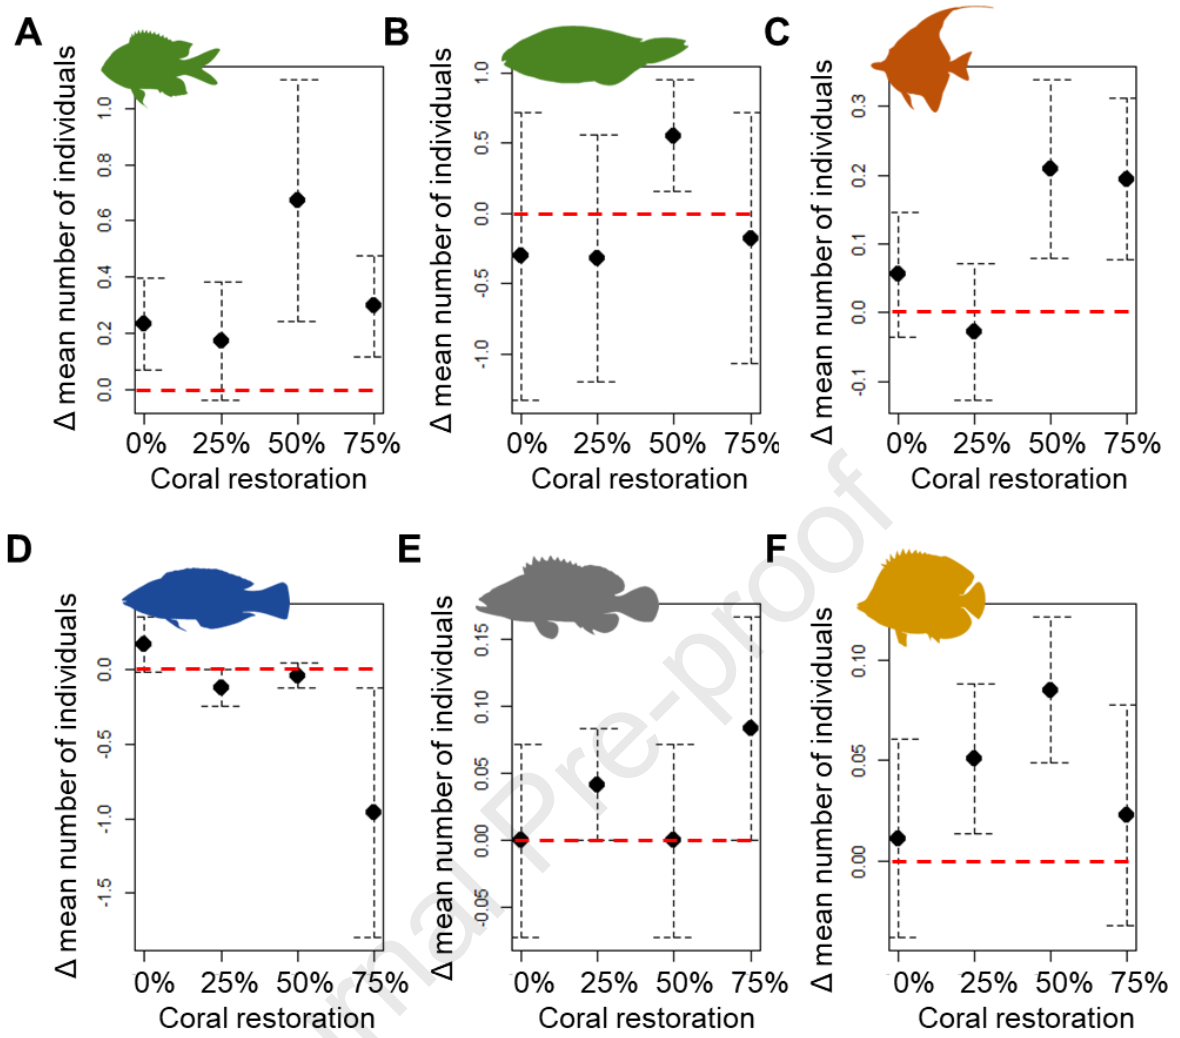 A
B
C
Δ mean number of individuals
1.0
0.8
0.6
0.4
0.2
0.0
0% 25% 50% 75%
Coral restoration
Δ mean number of individuals
1.0
0.5
0.0
-0.5
-1.0
0% 25% 50% 75%
Coral restoration
Δ mean number of individuals
0.3
0.2
0.1
0.0
-0.1
0% 25% 50% 75%
Coral restoration
D
E
F
Δ mean number of individuals
0.0
-0.5
-1.0
-1.5
0% 25% 50% 75%
Coral restoration
Δ mean number of individuals
0.15
0.10
0.05
0.00
-0.05
0% 25% 50% 75%
Coral restoration
Δ mean number of individuals
0.10
0.05
0.00
0% 25% 50% 75%
Coral restoration
rnal Pre-proof